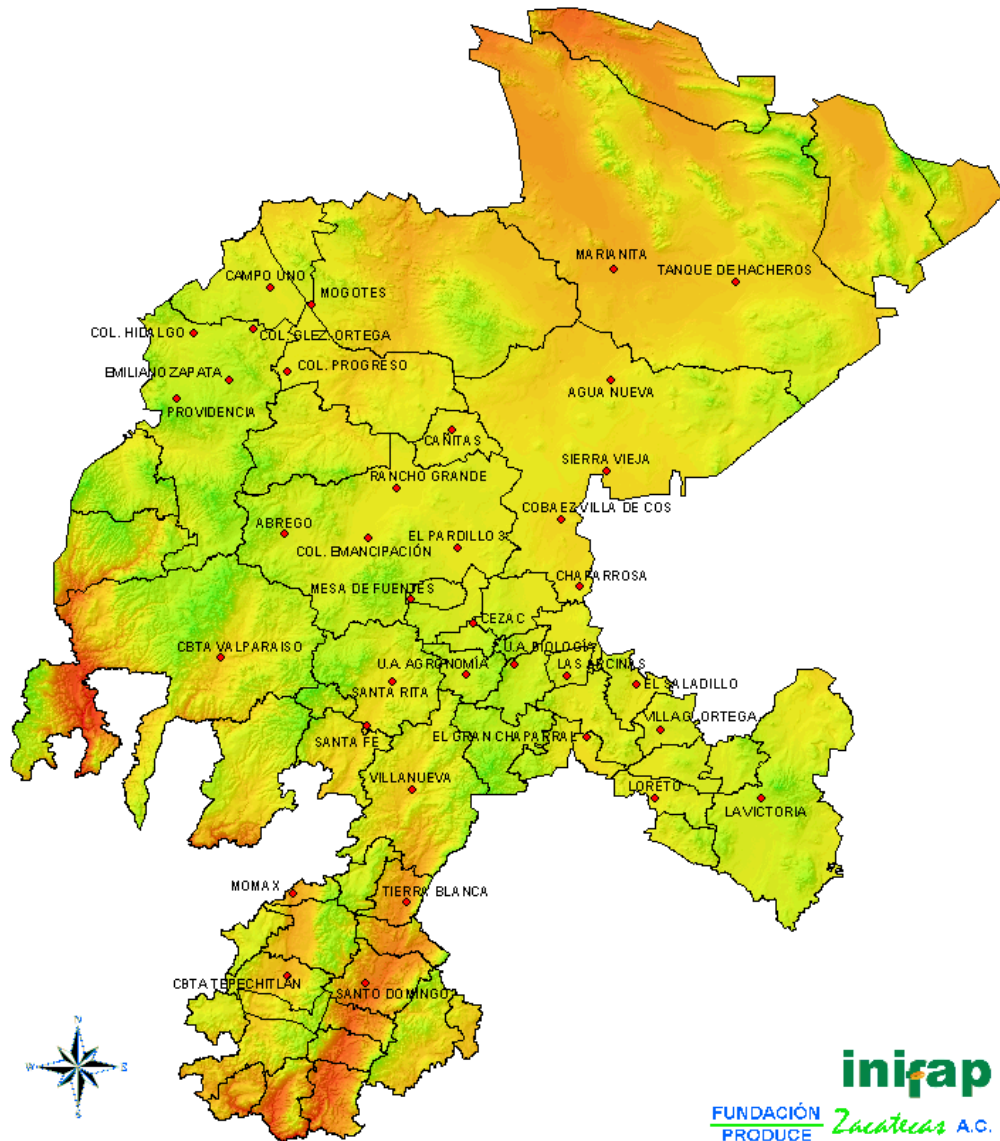 MARIANITA
TANQUE DE HACHEROS
CAMPO UNO
MOGOTES
COL. HIDALGO
COL. GLEZ. ORTEGA
COL. PROGRESO
EMILIANO ZAPATA
AGUA NUEVA
PROVIDENCIA
CAÑITAS
SIERRA VIEJA
RANCHO GRANDE
COBAEZ VILLA DE COS
ABREGO
EL PARDILLO 3
COL. EMANCIPACIÓN
CHAPARROSA
MESA DE FUENTES
CEZAC
U.A. BIOLOGÍA
CBTA VALPARAISO
U.A. AGRONOMÍA
LAS ARCINAS
EL SALADILLO
SANTA RITA
VILLA G. ORTEGA
EL GRAN CHAPARRAL
SANTA FE
VILLANUEVA
LORETO
LA VICTORIA
MOMAX
TIERRA BLANCA
CBTA TEPECHITLÁN
SANTO DOMINGO
N
W S
inifap
FUNDACIÓN
PRODUCE
Zacatecas A.C.